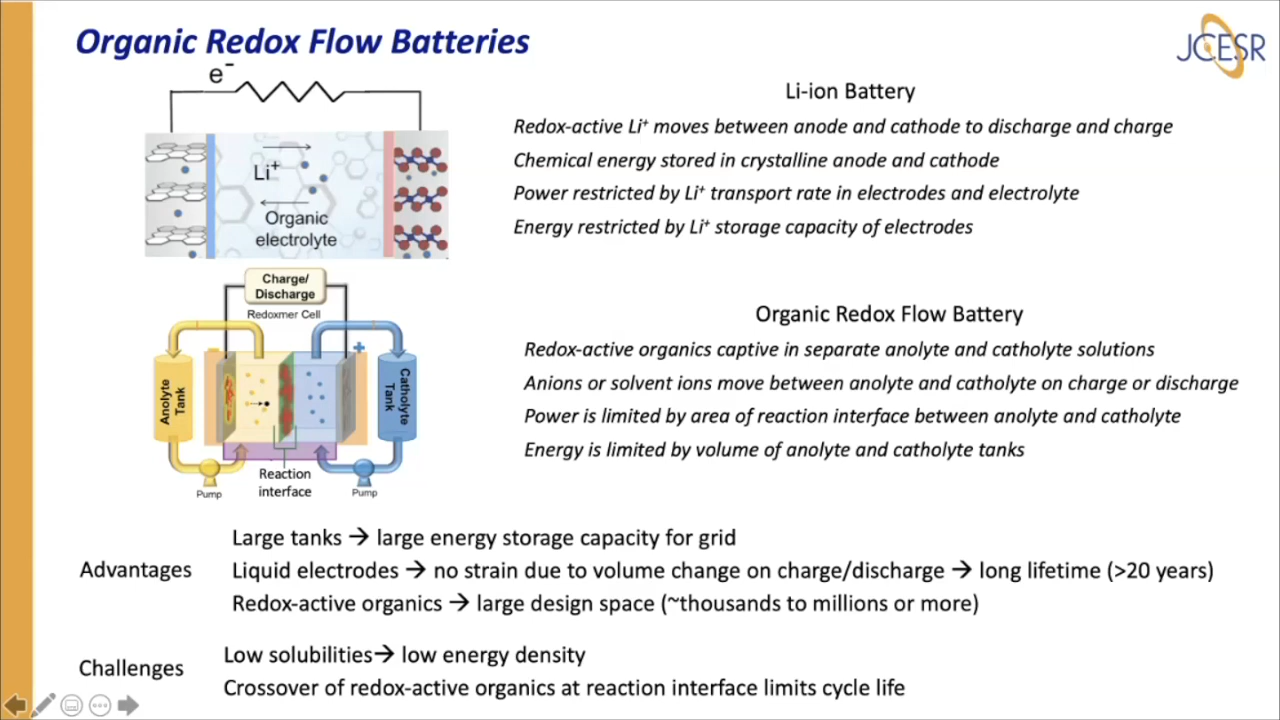 Organic Redox Flow Batteries
JCESR
e⁻
Li⁺
Organic
electrolyte
Li-ion Battery
Redox-active Li⁺ moves between anode and cathode to discharge and charge
Chemical energy stored in crystalline anode and cathode
Power restricted by Li⁺ transport rate in electrodes and electrolyte
Energy restricted by Li⁺ storage capacity of electrodes
Charge/
Discharge
Redoxmer Cell
Anolyte
Tank
−
+
Catholyte
Tank
Pump
Reaction
interface
Pump
Organic Redox Flow Battery
Redox-active organics captive in separate anolyte and catholyte solutions
Anions or solvent ions move between anolyte and catholyte on charge or discharge
Power is limited by area of reaction interface between anolyte and catholyte
Energy is limited by volume of anolyte and catholyte tanks
Advantages
Large tanks → large energy storage capacity for grid
Liquid electrodes → no strain due to volume change on charge/discharge → long lifetime (>20 years)
Redox-active organics → large design space (~thousands to millions or more)
Challenges
Low solubilities→ low energy density
Crossover of redox-active organics at reaction interface limits cycle life